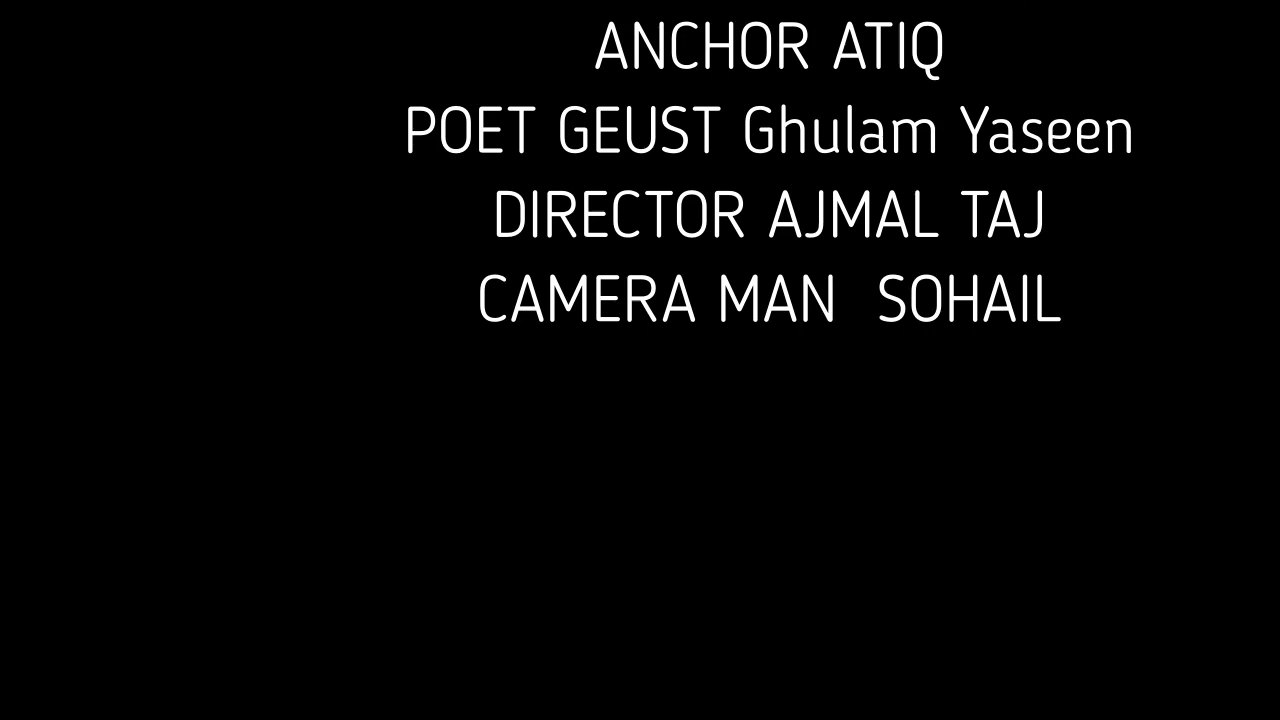 ANCHOR ATIQ
POET GEUST Ghulam Yaseen
DIRECTOR AJMAL TAJ
CAMERA MAN  SOHAIL